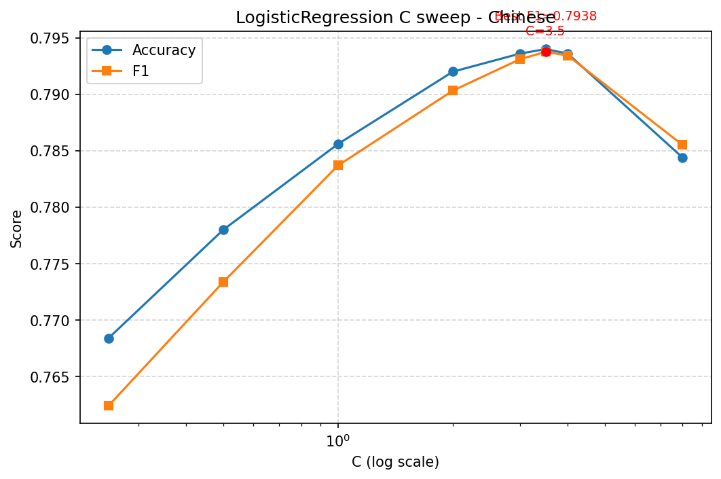 LogisticRegression C sweep - Chinese
Best F1=0.7938
C=3.5
Accuracy
F1
0.795
0.790
0.785
0.780
0.775
0.770
0.765
Score
10⁰
C (log scale)